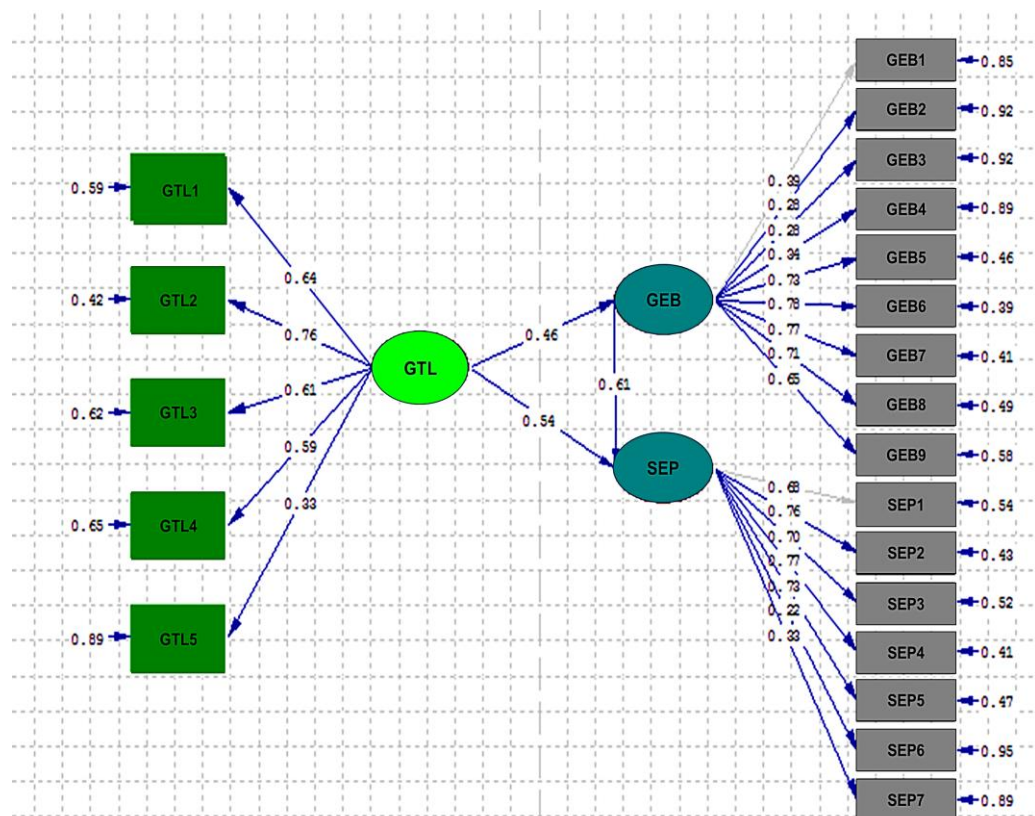 GEB1
0.85
GEB2
0.92
GEB3
0.92
GEB4
0.89
GEB5
0.46
GEB6
0.39
GEB7
0.41
GEB8
0.49
GEB9
0.58
SEP1
0.54
SEP2
0.43
SEP3
0.52
SEP4
0.41
SEP5
0.47
SEP6
0.95
SEP7
0.89
0.59
GTL1
0.42
GTL2
0.62
GTL3
0.65
GTL4
0.89
GTL5
0.64
0.76
0.61
0.59
0.33
GTL
0.46
0.54
GEB
0.61
SEP
0.39
0.28
0.28
0.34
0.73
0.78
0.77
0.71
0.65
0.68
0.76
0.70
0.77
0.73
0.22
0.33